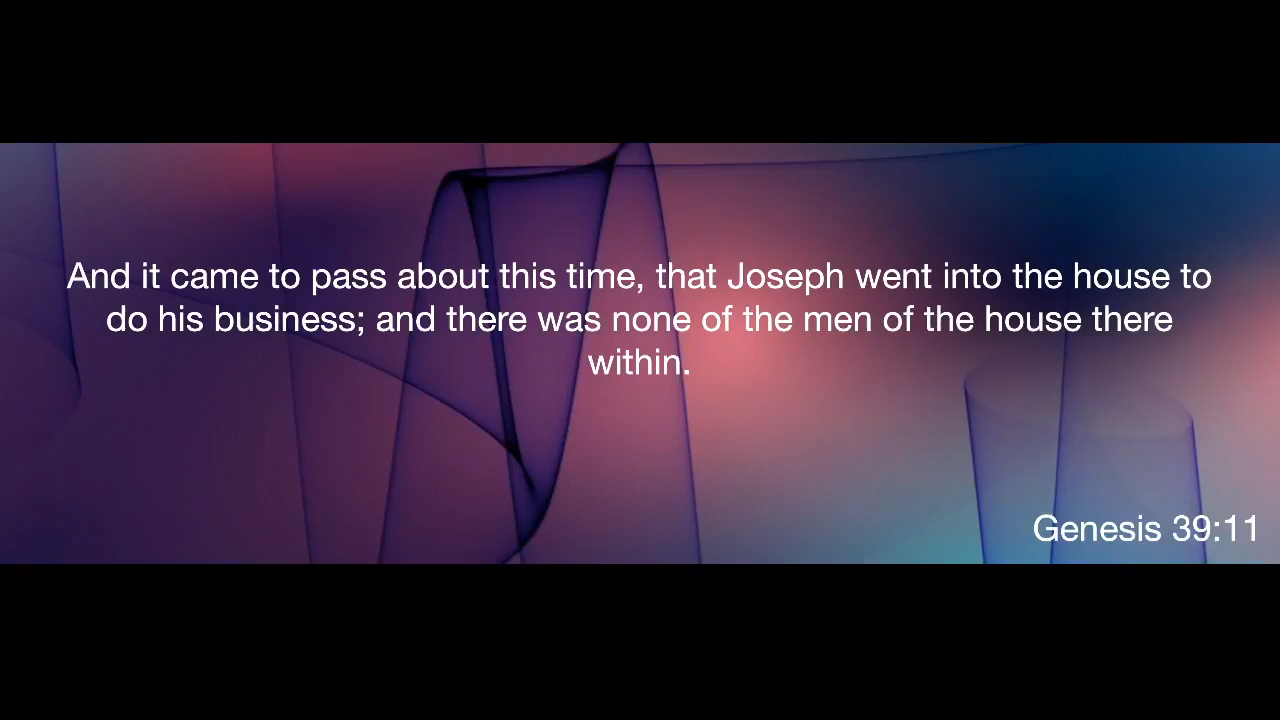 And it came to pass about this time, that Joseph went into the house to
do his business; and there was none of the men of the house there
within.
Genesis 39:11